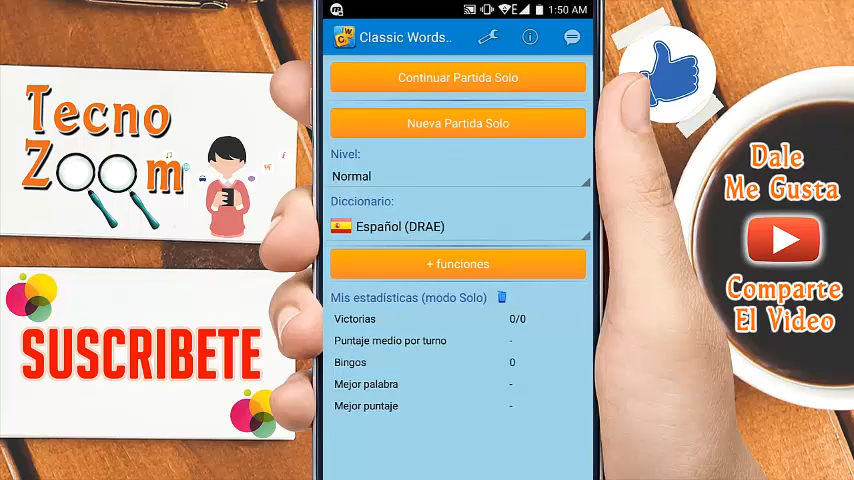 1:50 AM
Classic Words..
Continuar Partida Solo
Nueva Partida Solo
Nivel:
Normal
Diccionario:
Español (DRAE)
+ funciones
Mis estadísticas (modo Solo)
Victorias 0/0
Puntaje medio por turno -
Bingos 0
Mejor palabra -
Mejor puntaje -
Tecno
Zoom
SUSCRIBETE
Dale
Me Gusta
Comparte
El Video